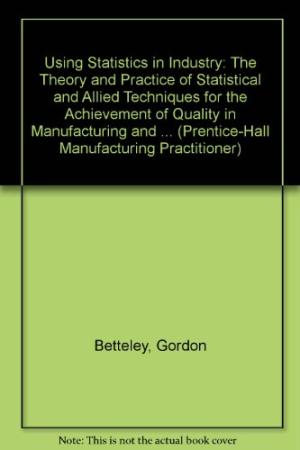 Using Statistics in Industry: The
Theory and Practice of Statistical
and Allied Techniques for the
Achievement of Quality in
Manufacturing and ... (Prentice-Hall
Manufacturing Practitioner)
Betteley, Gordon
Note: This is not the actual book cover